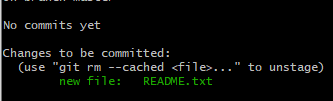 No commits yet
Changes to be committed:
(use "git rm --cached <file>..." to unstage)
new file:   README.txt